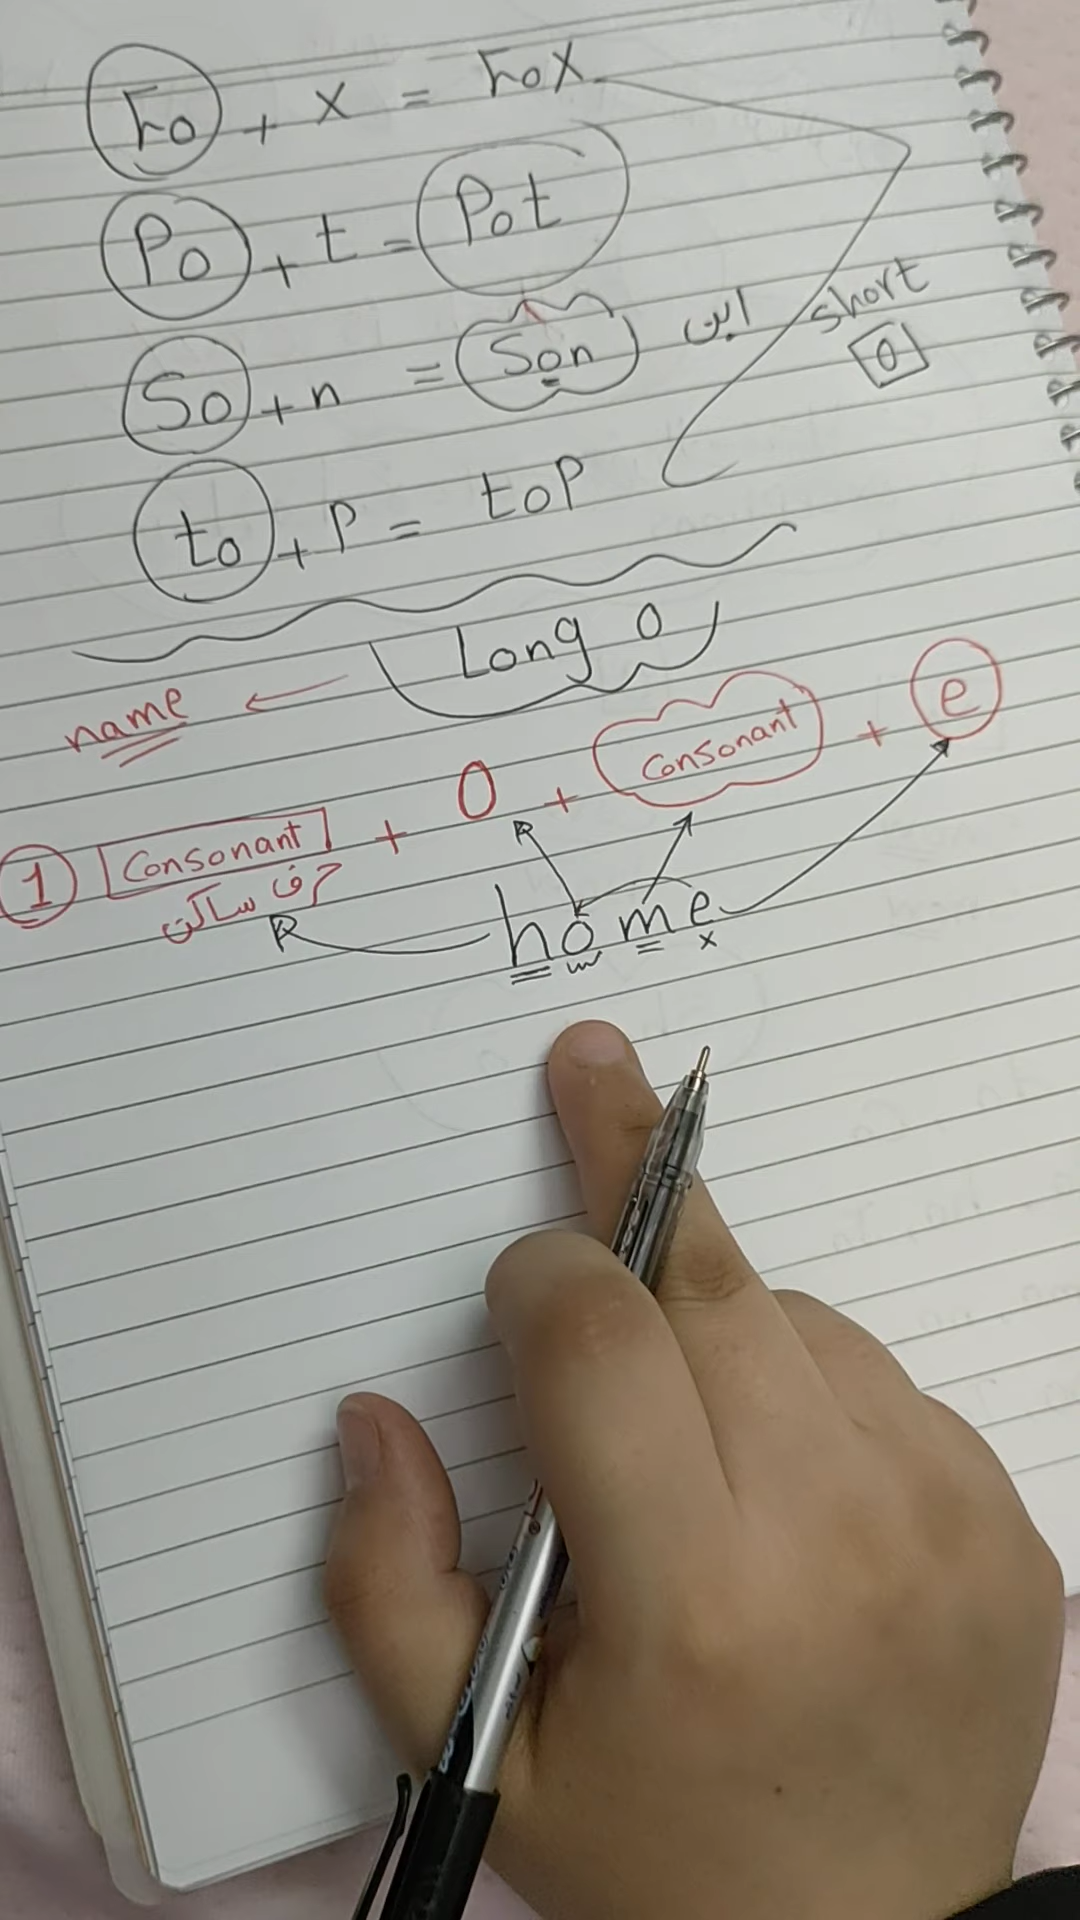 fo + x = fox
Po + t = Pot
So + n = Son ابن short o
to + P = toP
Long o
name ← 
1 Consonant + O + Consonant + e
حرف ساكن
home x